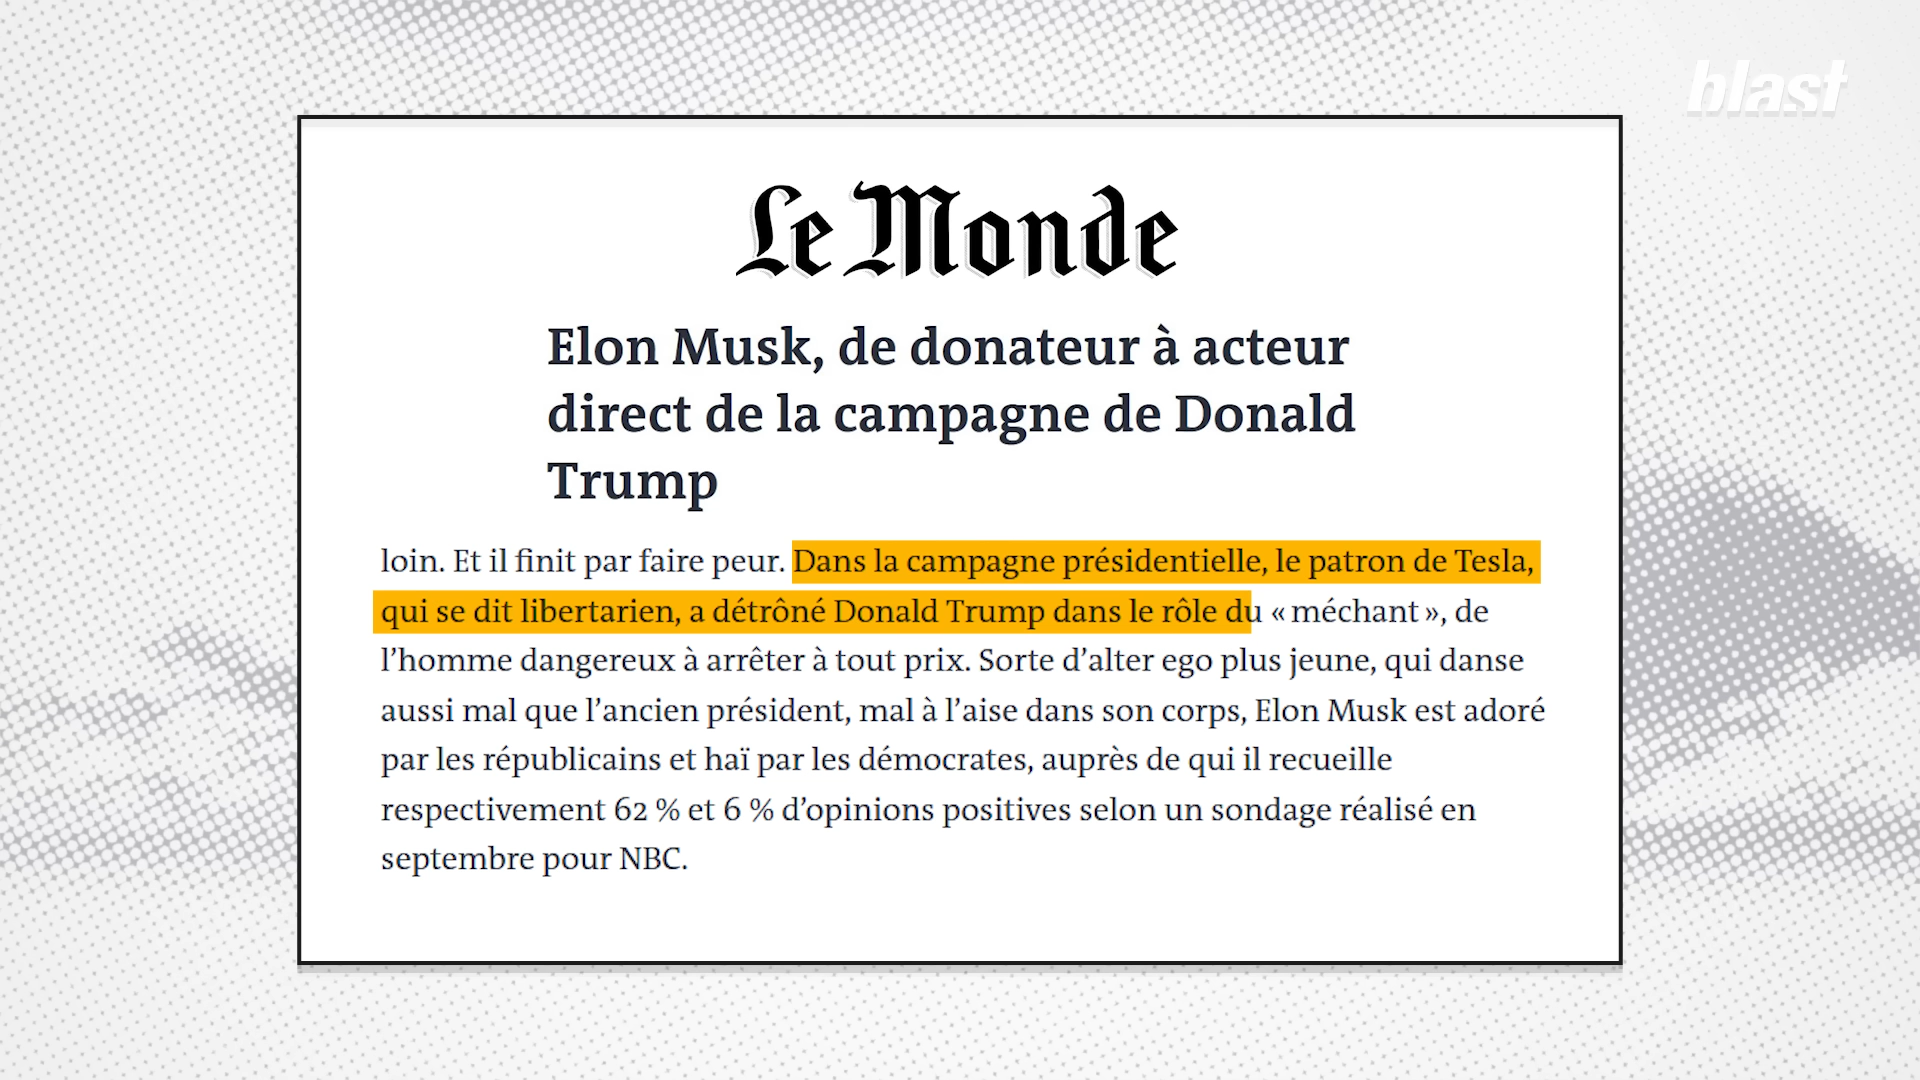 blast
Le Monde
Elon Musk, de donateur à acteur
direct de la campagne de Donald
Trump
loin. Et il finit par faire peur. Dans la campagne présidentielle, le patron de Tesla,
qui se dit libertarien, a détrôné Donald Trump dans le rôle du « méchant », de
l’homme dangereux à arrêter à tout prix. Sorte d’alter ego plus jeune, qui danse
aussi mal que l’ancien président, mal à l’aise dans son corps, Elon Musk est adoré
par les républicains et haï par les démocrates, auprès de qui il recueille
respectivement 62 % et 6 % d’opinions positives selon un sondage réalisé en
septembre pour NBC.